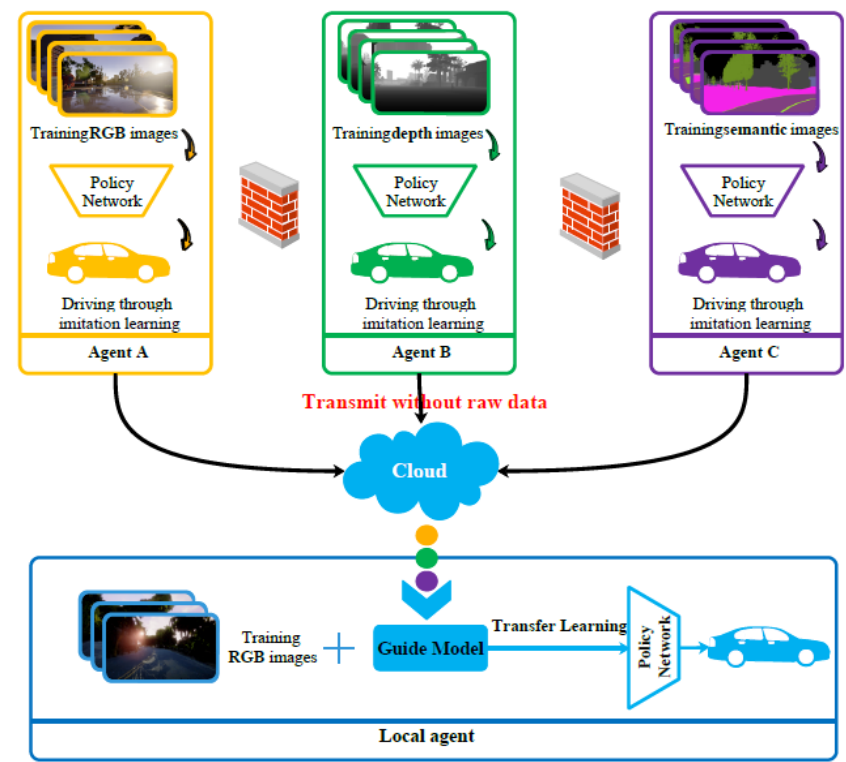 TrainingRGB images
Policy
Network
Driving through
imitation learning
Agent A
Trainingdepth images
Policy
Network
Driving through
imitation learning
Agent B
Trainingsemantic images
Policy
Network
Driving through
imitation learning
Agent C
Transmit without raw data
Cloud
Training
RGB images
Guide Model
Transfer Learning
Policy
Network
Local agent